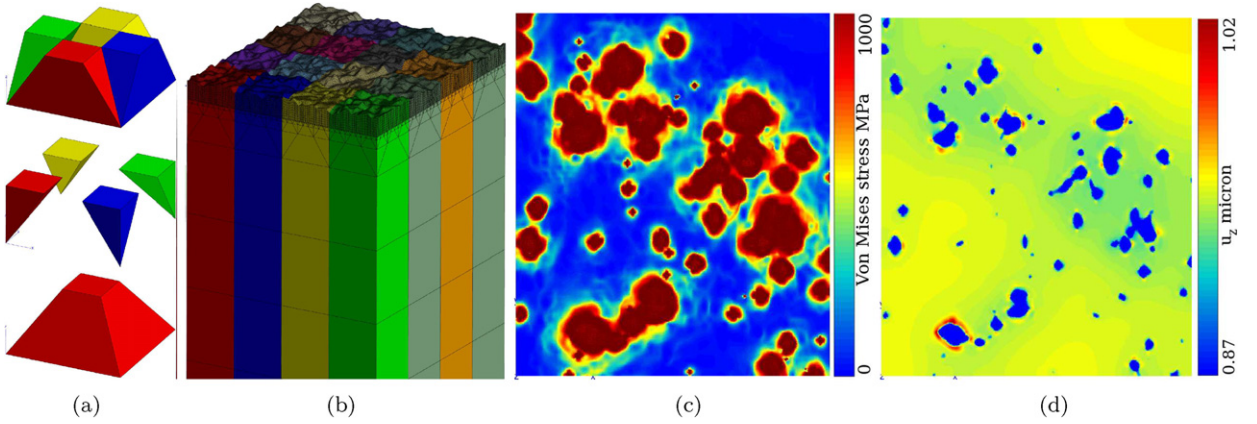 1000
Von Mises stress MPa
0
1.02
u_z micron
0.87
(a)
(b)
(c)
(d)